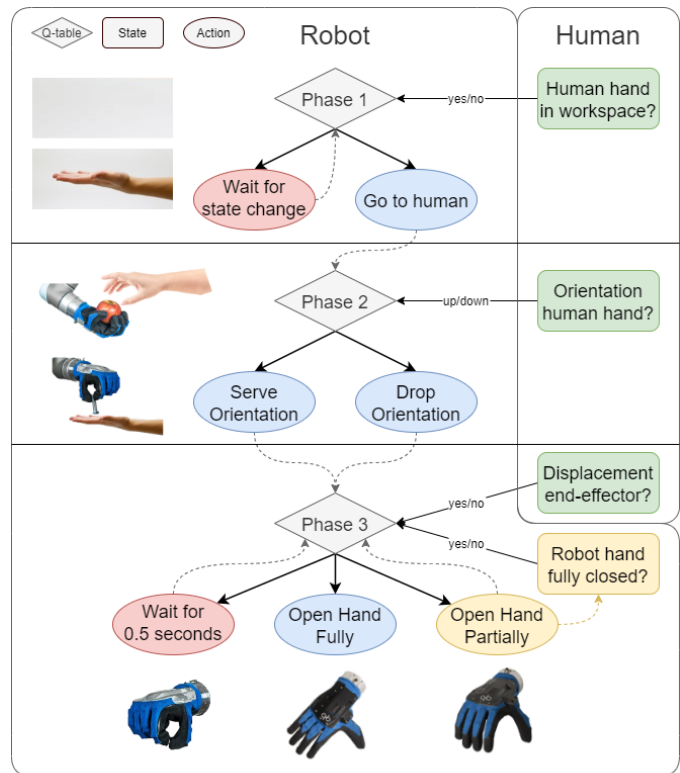 Q-table
State
Action
Robot
Human
Phase 1
yes/no
Human hand
in workspace?
Wait for
state change
Go to human
Phase 2
up/down
Orientation
human hand?
Serve
Orientation
Drop
Orientation
Displacement
end-effector?
yes/no
Phase 3
yes/no
Robot hand
fully closed?
Wait for
0.5 seconds
Open Hand
Fully
Open Hand
Partially